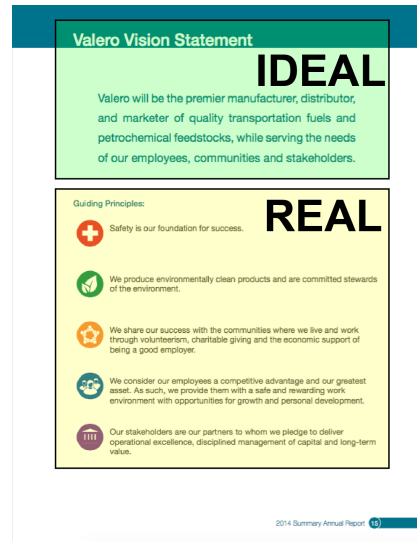 Valero Vision Statement
IDEAL
Valero will be the premier manufacturer, distributor,
and marketer of quality transportation fuels and
petrochemical feedstocks, while serving the needs
of our employees, communities and stakeholders.
Guiding Principles:
REAL
Safety is our foundation for success.
We produce environmentally clean products and are committed stewards
of the environment.
We share our success with the communities where we live and work
through volunteerism, charitable giving and the economic support of
being a good employer.
We consider our employees a competitive advantage and our greatest
asset. As such, we provide them with a safe and rewarding work
environment with opportunities for growth and personal development.
Our stakeholders are our partners to whom we pledge to deliver
operational excellence, disciplined management of capital and long-term
value.
2014 Summary Annual Report 15